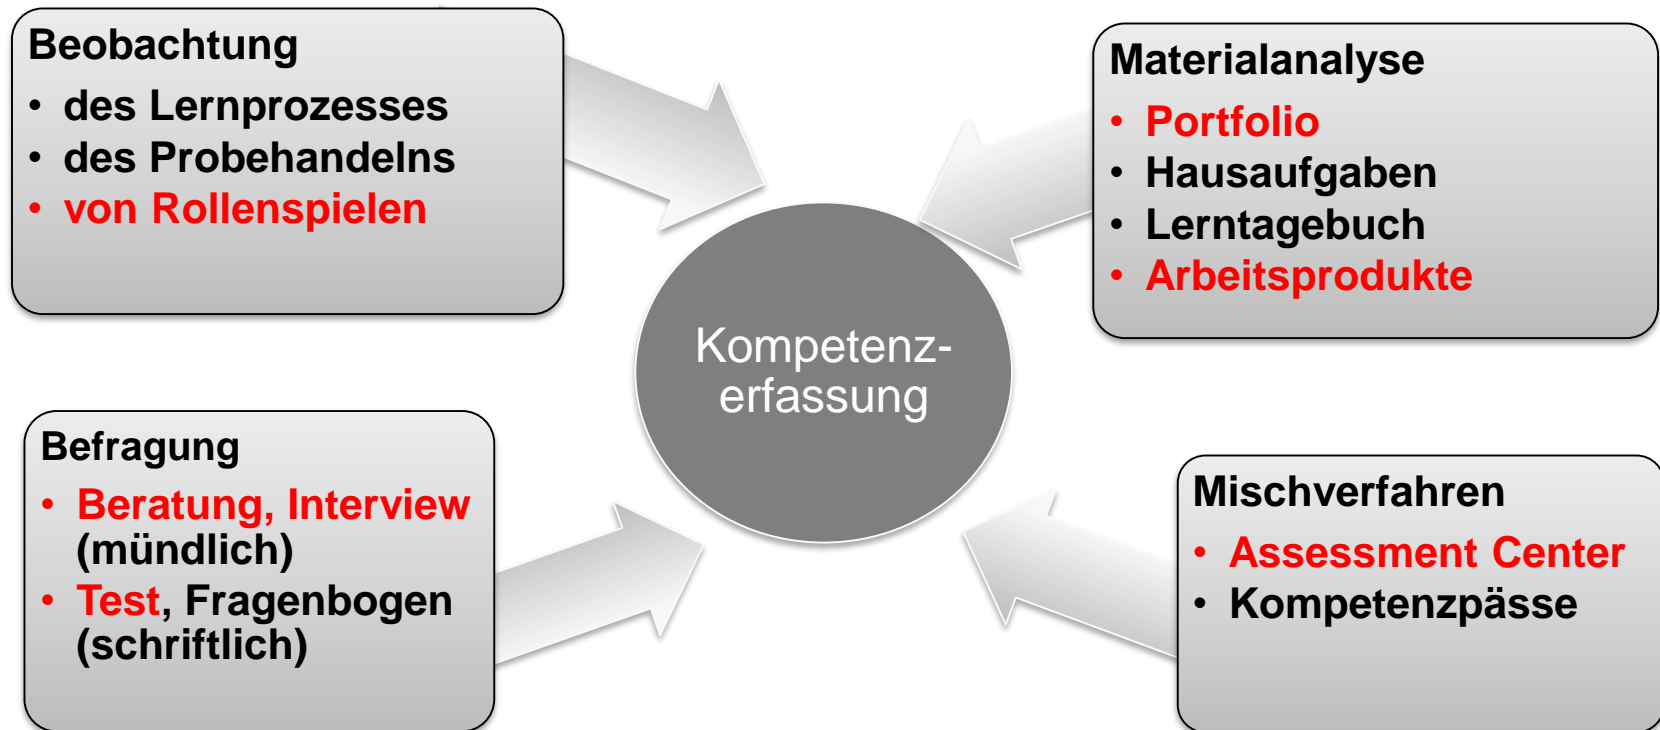 Beobachtung
• des Lernprozesses
• des Probehandelns
• von Rollenspielen
Materialanalyse
• Portfolio
• Hausaufgaben
• Lerntagebuch
• Arbeitsprodukte
Kompetenz-
erfassung
Befragung
• Beratung, Interview
(mündlich)
• Test, Fragenbogen
(schriftlich)
Mischverfahren
• Assessment Center
• Kompetenzpässe